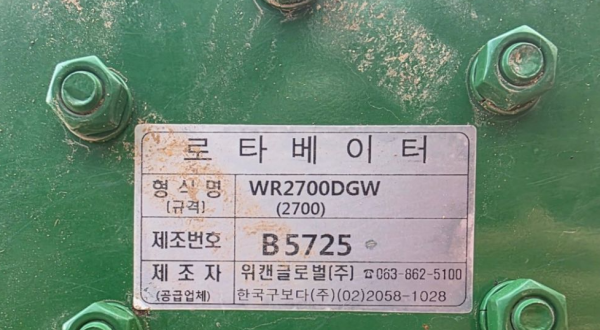 로타베이터
형식명 WR2700DGW
(규격) (2700)
제조번호 B5725
제조자 위캔글로벌(주) ☎063-862-5100
(공급업체) 한국구보다(주)(02)2058-1028